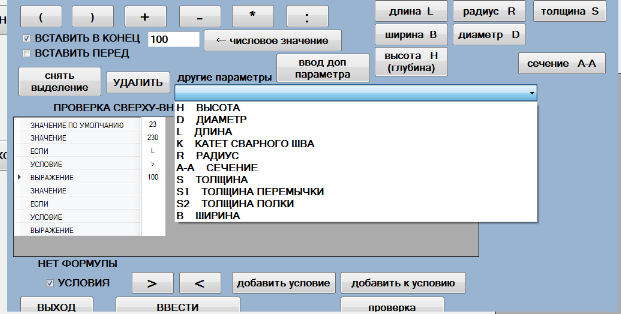 ( ) + - * :
длина L радиус R толщина S
ВСТАВИТЬ В КОНЕЦ 100 ← числовое значение
ширина В диаметр D
ВСТАВИТЬ ПЕРЕД
высота H
(глубина)
сечение А-А
ввод доп
параметра
снять
выделение
УДАЛИТЬ
другие параметры
ПРОВЕРКА СВЕРХУ-ВН
H ВЫСОТА
D ДИАМЕТР
L ДЛИНА
K КАТЕТ СВАРНОГО ШВА
R РАДИУС
А-А СЕЧЕНИЕ
S ТОЛЩИНА
S1 ТОЛЩИНА ПЕРЕМЫЧКИ
S2 ТОЛЩИНА ПОЛКИ
В ШИРИНА
ЗНАЧЕНИЕ ПО УМОЛЧАНИЮ 23
ЗНАЧЕНИЕ 230
ЕСЛИ L
УСЛОВИЕ >
ВЫРАЖЕНИЕ 100
ЗНАЧЕНИЕ
ЕСЛИ
УСЛОВИЕ
ВЫРАЖЕНИЕ
НЕТ ФОРМУЛЫ
УСЛОВИЯ > < добавить условие добавить к условию
ВЫХОД ВВЕСТИ проверка